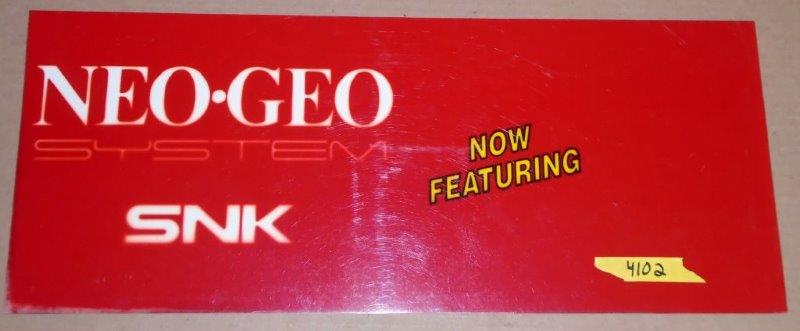 NEO•GEO
SYSTEM
SNK
NOW
FEATURING
4102